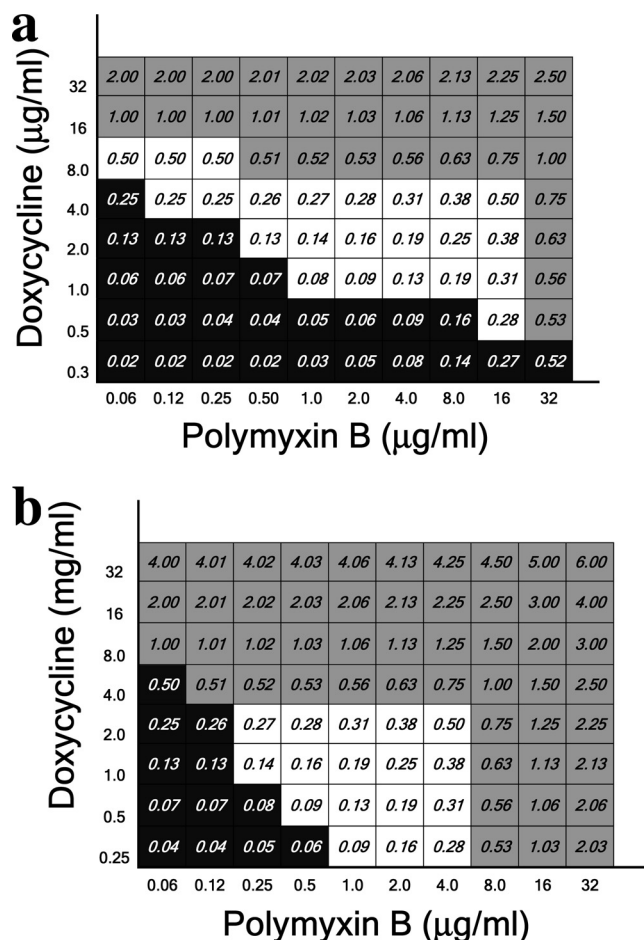 a
Doxycycline (µg/ml)
32 2.00 2.00 2.00 2.01 2.02 2.03 2.06 2.13 2.25 2.50
16 1.00 1.00 1.00 1.01 1.02 1.03 1.06 1.13 1.25 1.50
8.0 0.50 0.50 0.50 0.51 0.52 0.53 0.56 0.63 0.75 1.00
4.0 0.25 0.25 0.25 0.26 0.27 0.28 0.31 0.38 0.50 0.75
2.0 0.13 0.13 0.13 0.13 0.14 0.16 0.19 0.25 0.38 0.63
1.0 0.06 0.06 0.07 0.07 0.08 0.09 0.13 0.19 0.31 0.56
0.5 0.03 0.03 0.04 0.04 0.05 0.06 0.09 0.16 0.28 0.53
0.3 0.02 0.02 0.02 0.02 0.03 0.05 0.08 0.14 0.27 0.52
0.06 0.12 0.25 0.50 1.0 2.0 4.0 8.0 16 32
Polymyxin B (µg/ml)
b
Doxycycline (mg/ml)
32 4.00 4.01 4.02 4.03 4.06 4.13 4.25 4.50 5.00 6.00
16 2.00 2.01 2.02 2.03 2.06 2.13 2.25 2.50 3.00 4.00
8.0 1.00 1.01 1.02 1.03 1.06 1.13 1.25 1.50 2.00 3.00
4.0 0.50 0.51 0.52 0.53 0.56 0.63 0.75 1.00 1.50 2.50
2.0 0.25 0.26 0.27 0.28 0.31 0.38 0.50 0.75 1.25 2.25
1.0 0.13 0.13 0.14 0.16 0.19 0.25 0.38 0.63 1.13 2.13
0.5 0.07 0.07 0.08 0.09 0.13 0.19 0.31 0.56 1.06 2.06
0.25 0.04 0.04 0.05 0.06 0.09 0.16 0.28 0.53 1.03 2.03
0.06 0.12 0.25 0.5 1.0 2.0 4.0 8.0 16 32
Polymyxin B (µg/ml)